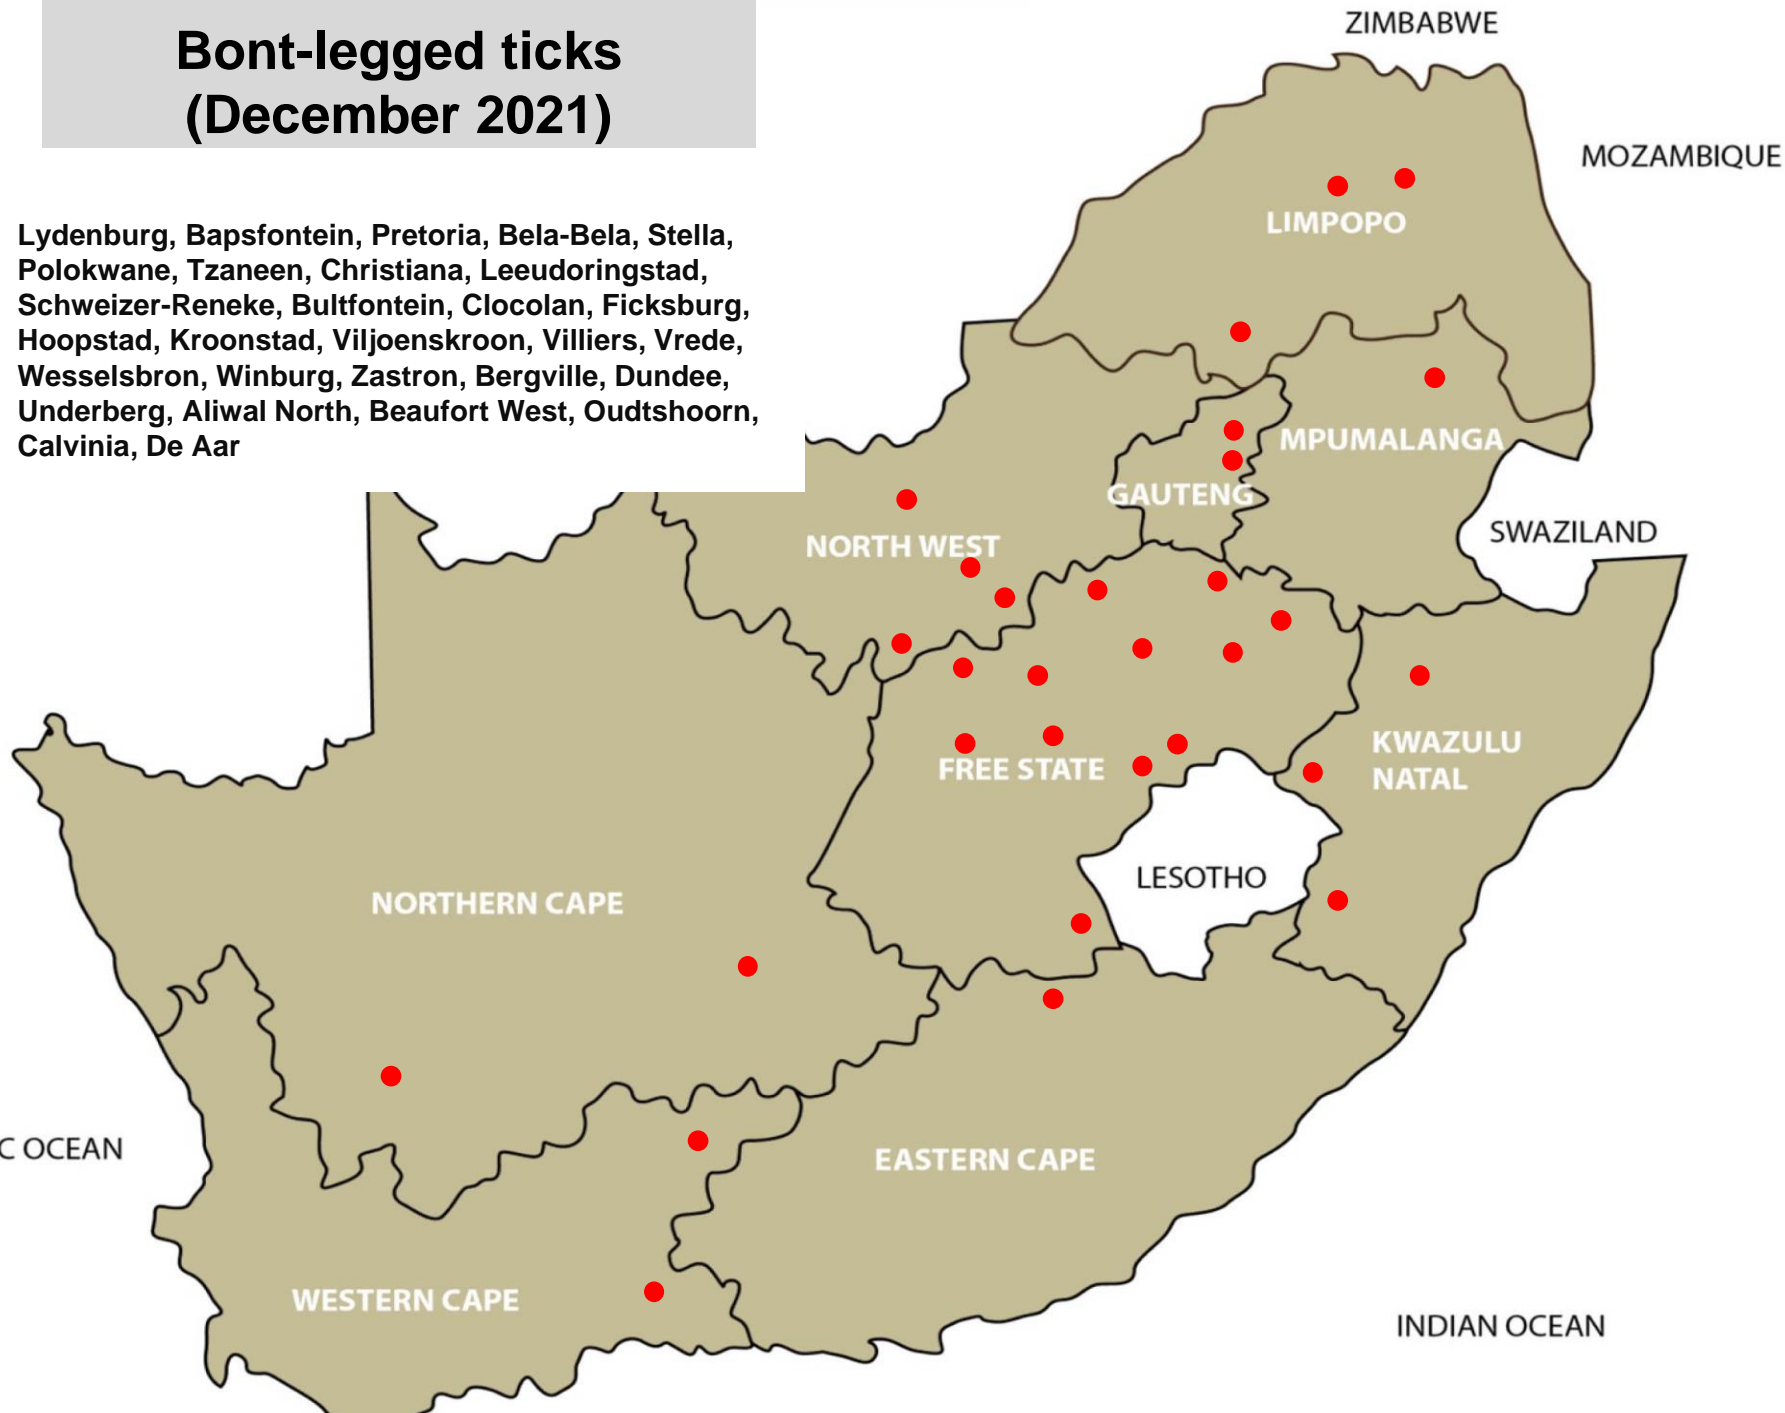 Bont-legged ticks
(December 2021)
Lydenburg, Bapsfontein, Pretoria, Bela-Bela, Stella,
Polokwane, Tzaneen, Christiana, Leeudoringstad,
Schweizer-Reneke, Bultfontein, Clocolan, Ficksburg,
Hoopstad, Kroonstad, Viljoenskroon, Villiers, Vrede,
Wesselsbron, Winburg, Zastron, Bergville, Dundee,
Underberg, Aliwal North, Beaufort West, Oudtshoorn,
Calvinia, De Aar
ZIMBABWE
MOZAMBIQUE
LIMPOPO
MPUMALANGA
GAUTENG
SWAZILAND
NORTH WEST
KWAZULU
NATAL
FREE STATE
LESOTHO
NORTHERN CAPE
C OCEAN
EASTERN CAPE
WESTERN CAPE
INDIAN OCEAN